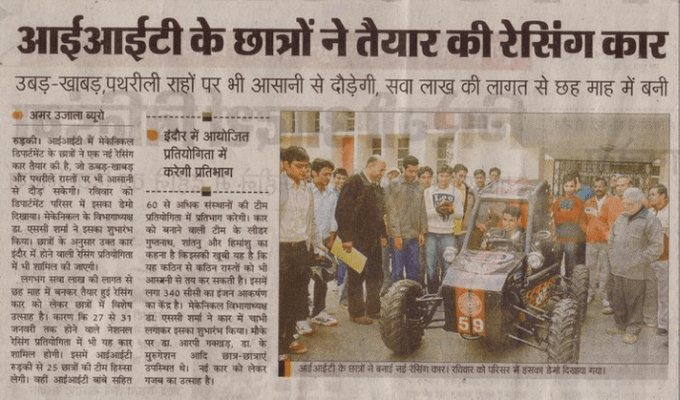 आईआईटी के छात्रों ने तैयार की रेसिंग कार
उबड़-खाबड़,पथरीली राहों पर भी आसानी से दौड़ेगी, सवा लाख की लागत से छह माह में बनी
अमर उजाला ब्यूरो
रुड़की। आईआईटी में मेकेनिकल
डिपार्टमेंट के छात्रों ने एक नई रेसिंग
कार तैयार की है, जो ऊबड़-खाबड़
और पथरीले रास्तों पर भी आसानी
से दौड़ सकेगी। रविवार को
डिपार्टमेंट परिसर में इसका डेमो
दिखाया। मेकेनिकल के विभागाध्यक्ष
डा. एससी शर्मा ने इसका शुभारंभ
किया। छात्रों के अनुसार उक्त कार
इंदौर में होने वाली रेसिंग प्रतियोगिता
में भी शामिल की जाएगी।
लगभग सवा लाख की लागत से
छह माह में बनकर तैयार हुई रेसिंग
कार को लेकर छात्रों में विशेष
उत्साह है। कारण कि 27 से 31
जनवरी तक होने वाले नेशनल
रेसिंग प्रतियोगिता में भी यह कार
शामिल होगी। इसमें आईआईटी
रुड़की से 25 छात्रों की टीम हिस्सा
लेगी। वहीं आईआईटी बांबे सहित
इंदौर में आयोजित
प्रतियोगिता में
करेगी प्रतिभाग
60 से अधिक संस्थानों की टीम
प्रतियोगिता में प्रतिभाग करेगी। कार
को बनाने वाली टीम के लीडर
गुप्तनाथ, शांतनु और हिमांशु का
कहना है कि इसकी खूबी यह है कि
यह कठिन से कठिन रास्तों को भी
आसानी से तय कर सकती है। इसमें
लगा 340 सीसी का इंजन आकर्षण
का केंद्र है। मेकेनिकल विभागाध्यक्ष
डा. एससी शर्मा ने कार में चाभी
लगाकर इसका शुभारंभ किया। मौके
पर डा. आरपी गक्खड़, डा. के
मुरुगेशन आदि छात्र-छात्राएं
उपस्थित थे। नई कार को लेकर
गजब का उत्साह है।
59
आईआईटी के छात्रों ने बनाई नई रेसिंग कार। रविवार को परिसर में इसका डेमो दिखाया गया।